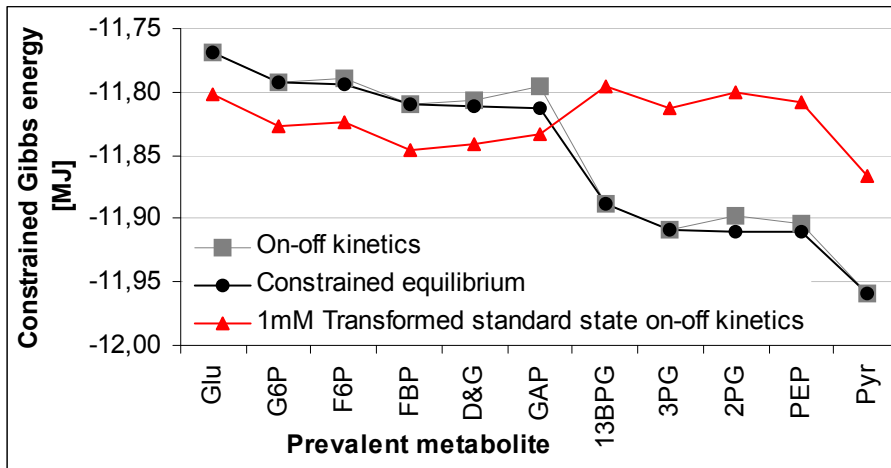 Constrained Gibbs energy
[MJ]
-11,75
-11,80
-11,85
-11,90
-11,95
-12,00
On-off kinetics
Constrained equilibrium
1mM Transformed standard state on-off kinetics
Glu
G6P
F6P
FBP
D&G
GAP
13BPG
3PG
2PG
PEP
Pyr
Prevalent metabolite